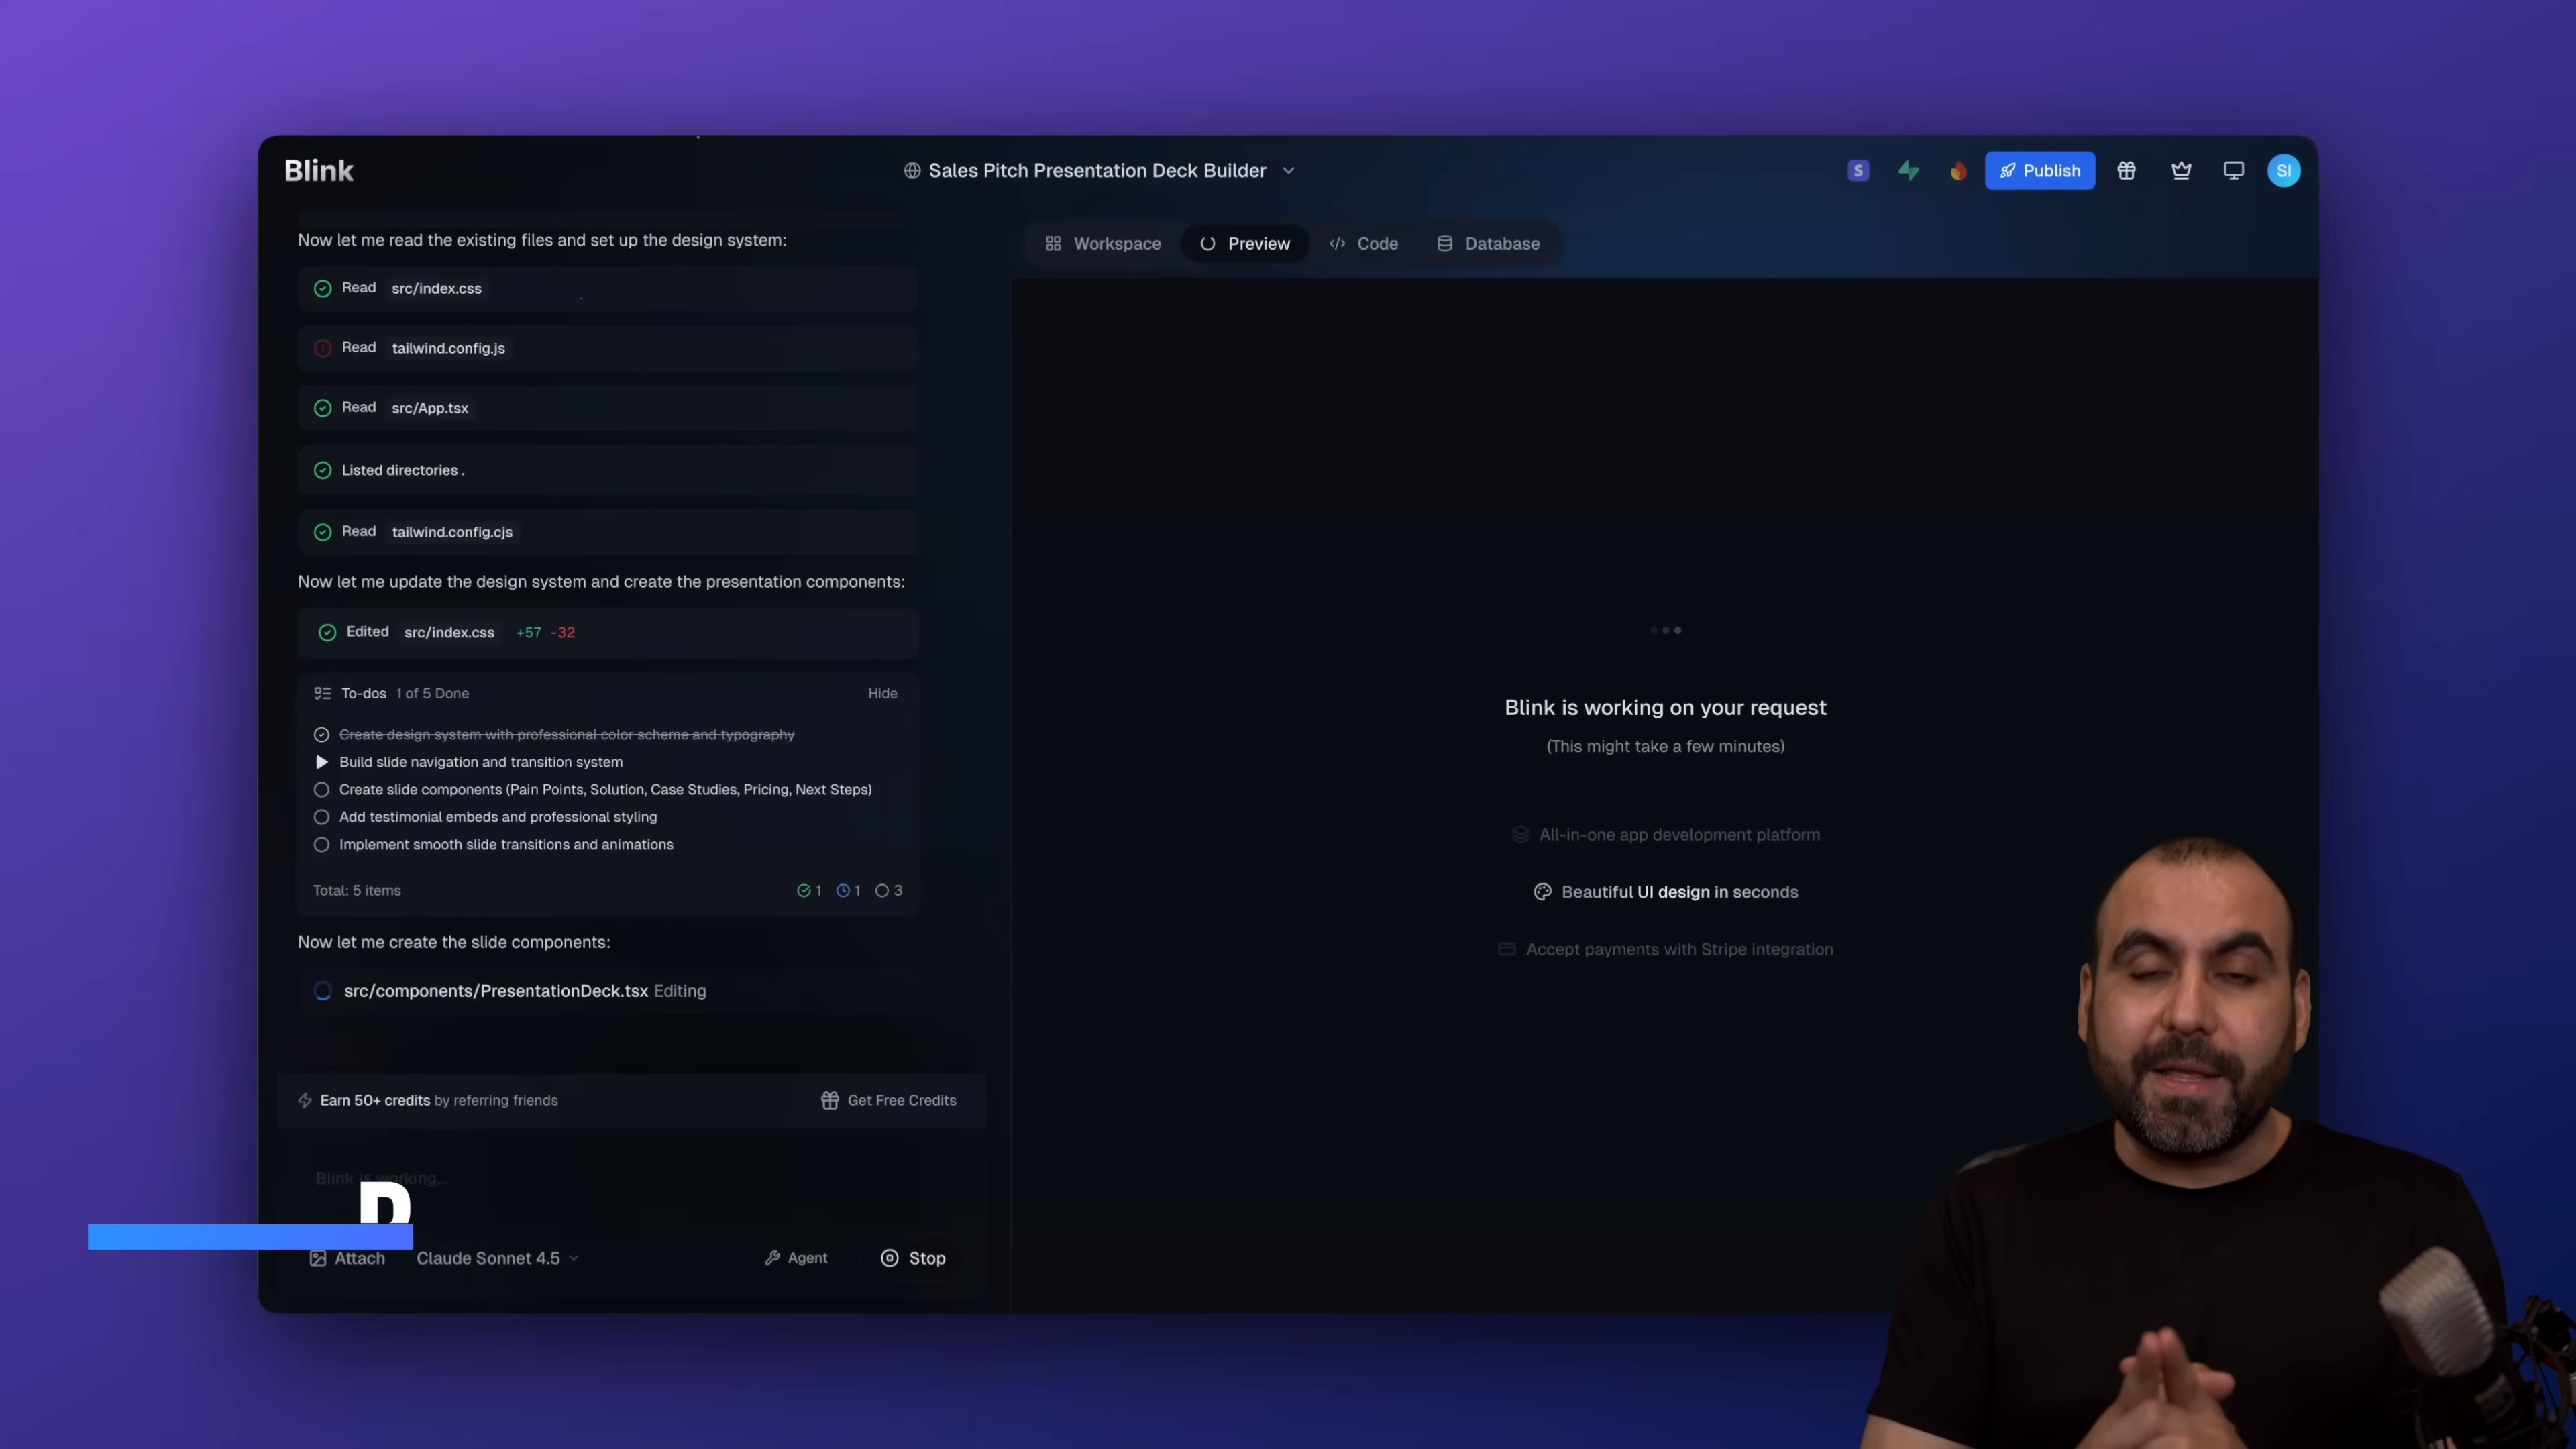 Blink
Sales Pitch Presentation Deck Builder
S
Publish
SI
Now let me read the existing files and set up the design system:
Read src/index.css
Read tailwind.config.js
Read src/App.tsx
Listed directories .
Read tailwind.config.cjs
Now let me update the design system and create the presentation components:
Edited src/index.css +57 -32
To-dos 1 of 5 Done Hide
Create design system with professional color scheme and typography
Build slide navigation and transition system
Create slide components (Pain Points, Solution, Case Studies, Pricing, Next Steps)
Add testimonial embeds and professional styling
Implement smooth slide transitions and animations
Total: 5 items 1 1 3
Now let me create the slide components:
src/components/PresentationDeck.tsx Editing
Earn 50+ credits by referring friends Get Free Credits
Blink is working...
Attach Claude Sonnet 4.5 Agent Stop
Workspace Preview Code Database
Blink is working on your request
(This might take a few minutes)
All-in-one app development platform
Beautiful UI design in seconds
Accept payments with Stripe integration